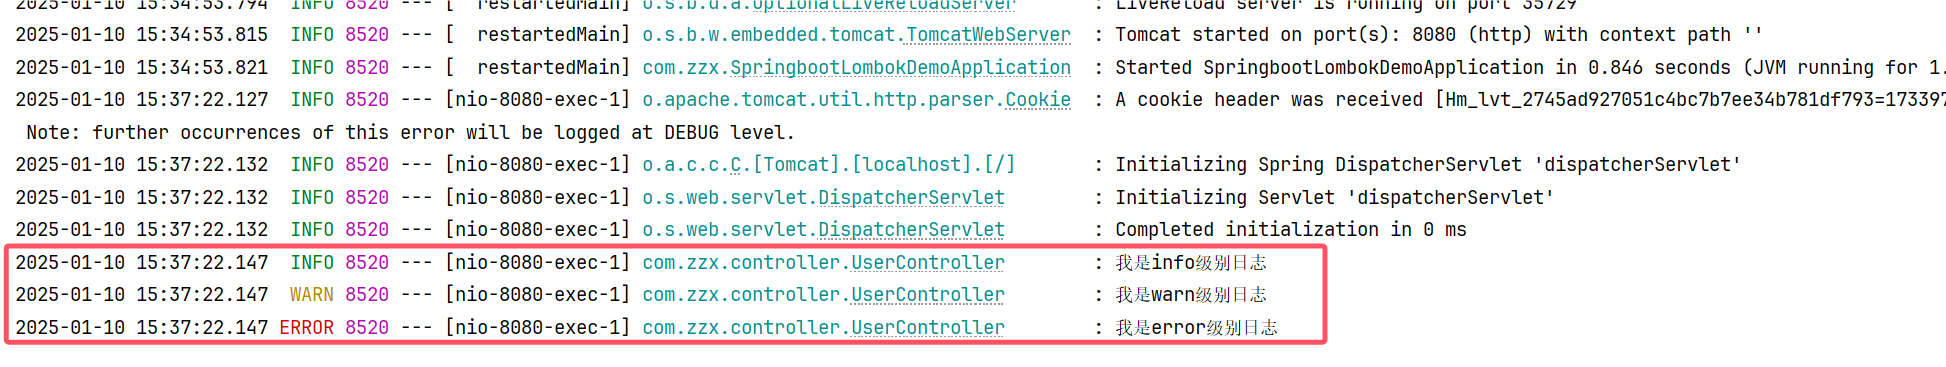 2025-01-10 15:34:53.794  INFO 8520 --- [  restartedMain] o.s.b.d.a.OptionalLiveReloadServer       : LiveReload server is running on port 35729
2025-01-10 15:34:53.815  INFO 8520 --- [  restartedMain] o.s.b.w.embedded.tomcat.TomcatWebServer  : Tomcat started on port(s): 8080 (http) with context path ''
2025-01-10 15:34:53.821  INFO 8520 --- [  restartedMain] com.zzx.SpringbootLombokDemoApplication  : Started SpringbootLombokDemoApplication in 0.846 seconds (JVM running for 1.
2025-01-10 15:37:22.127  INFO 8520 --- [nio-8080-exec-1] o.apache.tomcat.util.http.parser.Cookie  : A cookie header was received [Hm_lvt_2745ad927051c4bc7b7ee34b781df793=173397
Note: further occurrences of this error will be logged at DEBUG level.
2025-01-10 15:37:22.132  INFO 8520 --- [nio-8080-exec-1] o.a.c.c.C.[Tomcat].[localhost].[/]       : Initializing Spring DispatcherServlet 'dispatcherServlet'
2025-01-10 15:37:22.132  INFO 8520 --- [nio-8080-exec-1] o.s.web.servlet.DispatcherServlet        : Initializing Servlet 'dispatcherServlet'
2025-01-10 15:37:22.132  INFO 8520 --- [nio-8080-exec-1] o.s.web.servlet.DispatcherServlet        : Completed initialization in 0 ms
2025-01-10 15:37:22.147  INFO 8520 --- [nio-8080-exec-1] com.zzx.controller.UserController        : 我是info级别日志
2025-01-10 15:37:22.147  WARN 8520 --- [nio-8080-exec-1] com.zzx.controller.UserController        : 我是warn级别日志
2025-01-10 15:37:22.147 ERROR 8520 --- [nio-8080-exec-1] com.zzx.controller.UserController        : 我是error级别日志